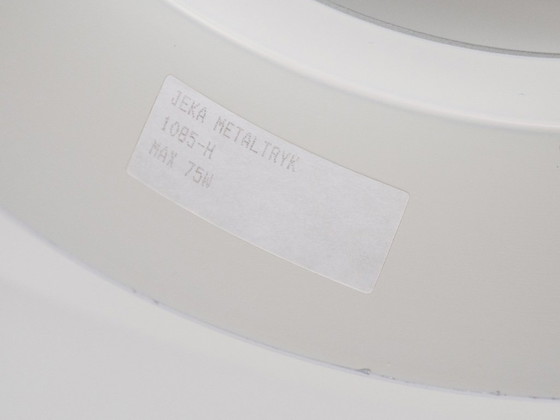 JEKA METALTRYK
1085-H
MAX 75W